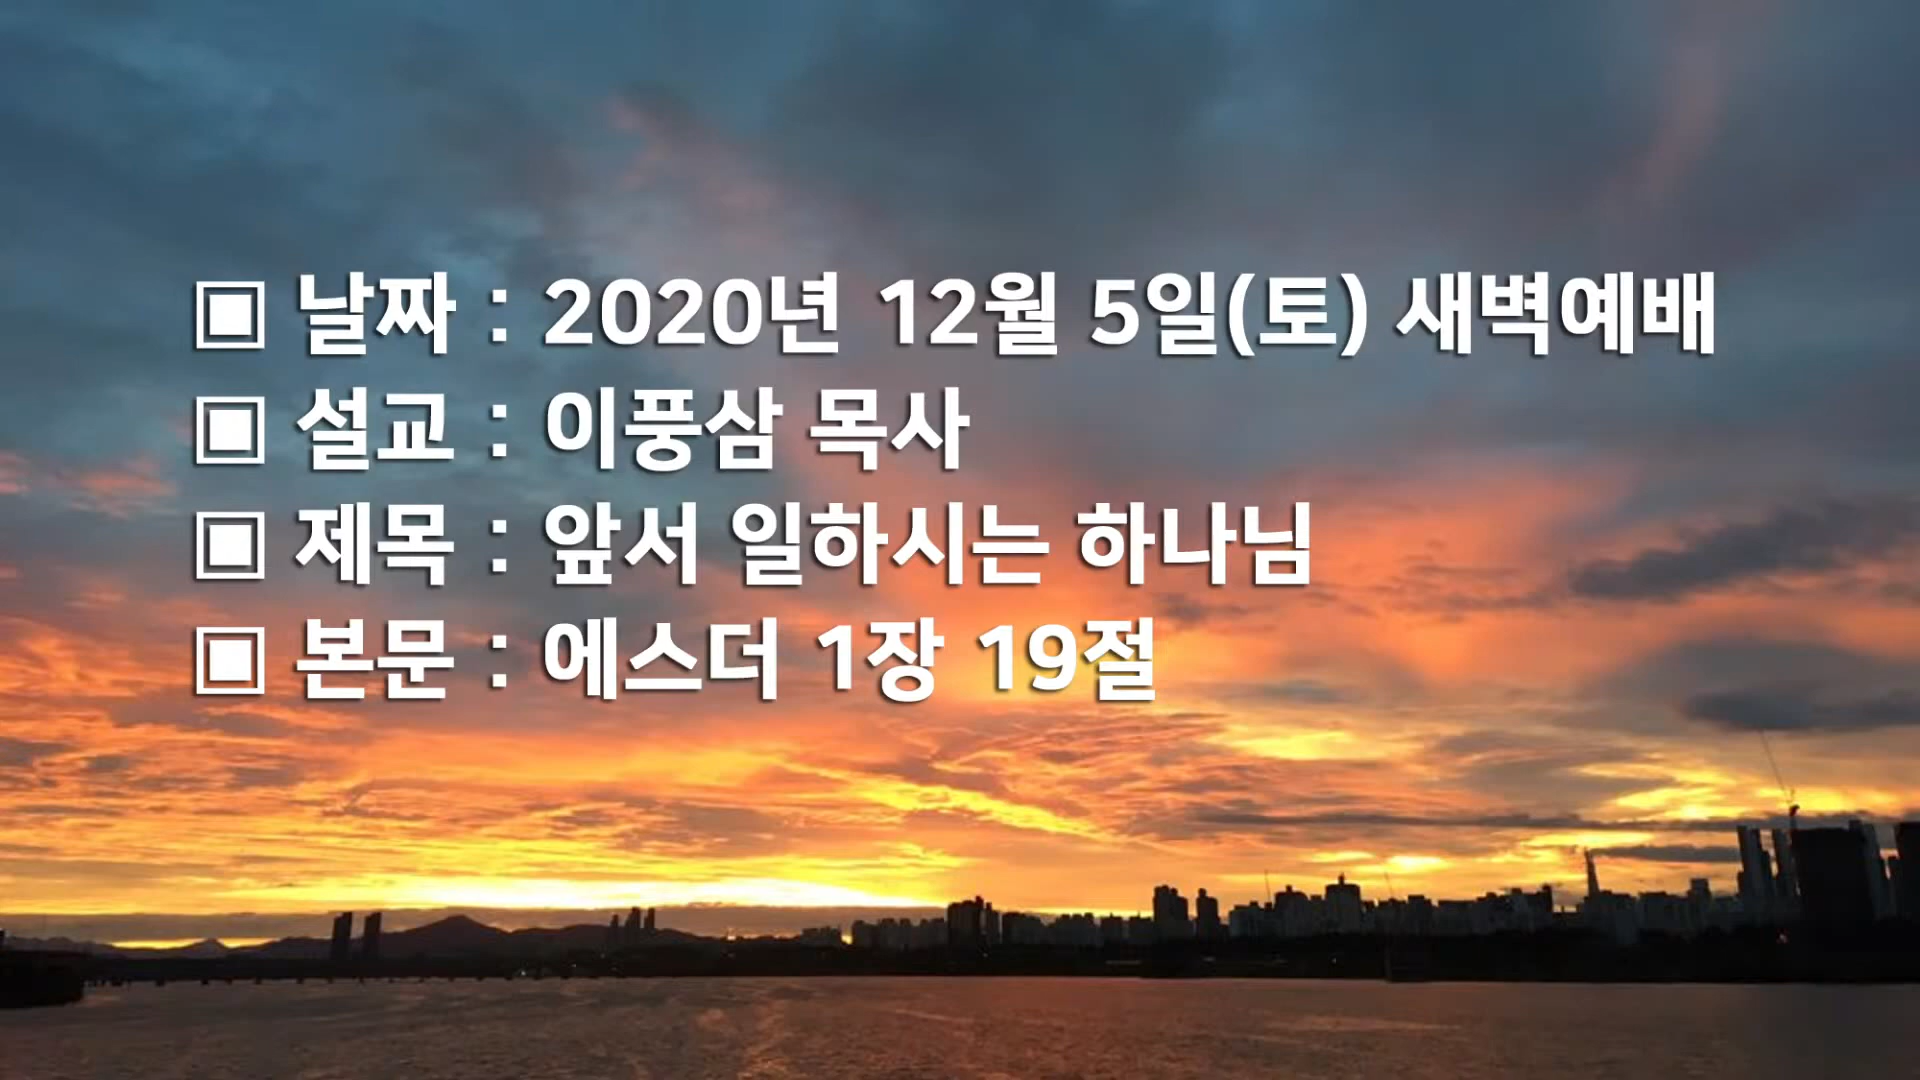 ▣ 날짜 : 2020년 12월 5일(토) 새벽예배
▣ 설교 : 이풍삼 목사
▣ 제목 : 앞서 일하시는 하나님
▣ 본문 : 에스더 1장 19절